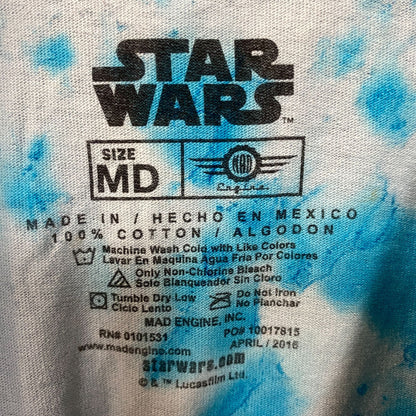 STAR
WARS™
SIZE
MD
MAD
Engine
MADE IN / HECHO EN MEXICO
100% COTTON / ALGODON
Machine Wash Cold with Like Colors
Lavar En Maquina Agua Fria Por Colores
Only Non-Chlorine Bleach
Solo Blanqueador Sin Cloro
Tumble Dry Low
Ciclo Lento
Do Not Iron
No Planchar
MAD ENGINE, INC.
RN# 0101531
PO# 10017815
www.madengine.com
APRIL / 2016
starwars.com
© & ™ Lucasfilm Ltd.